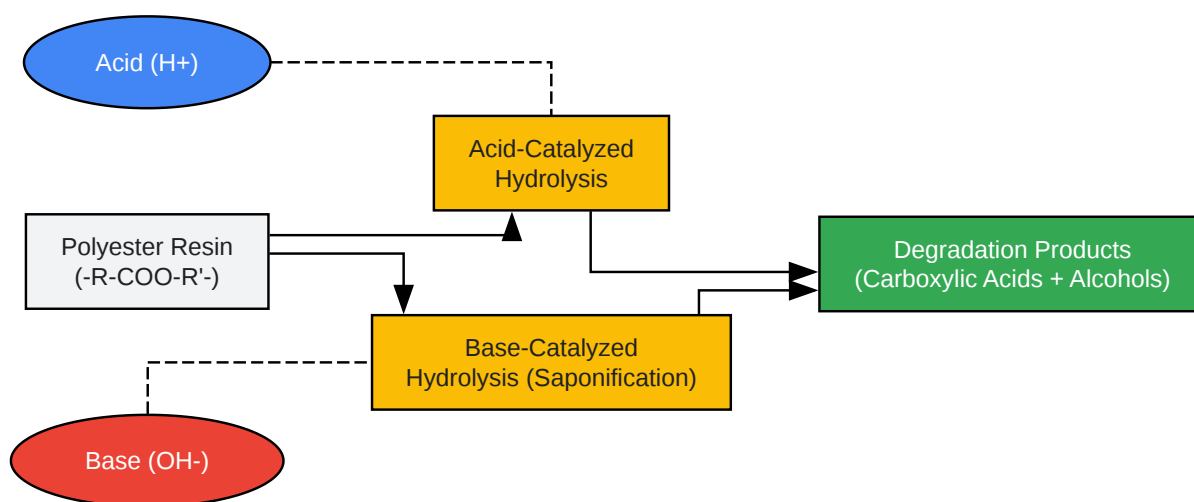 Acid (H+)
Acid-Catalyzed
Hydrolysis
Polyester Resin
(-R-COO-R'-)
Degradation Products
(Carboxylic Acids + Alcohols)
Base-Catalyzed
Hydrolysis (Saponification)
Base (OH-)